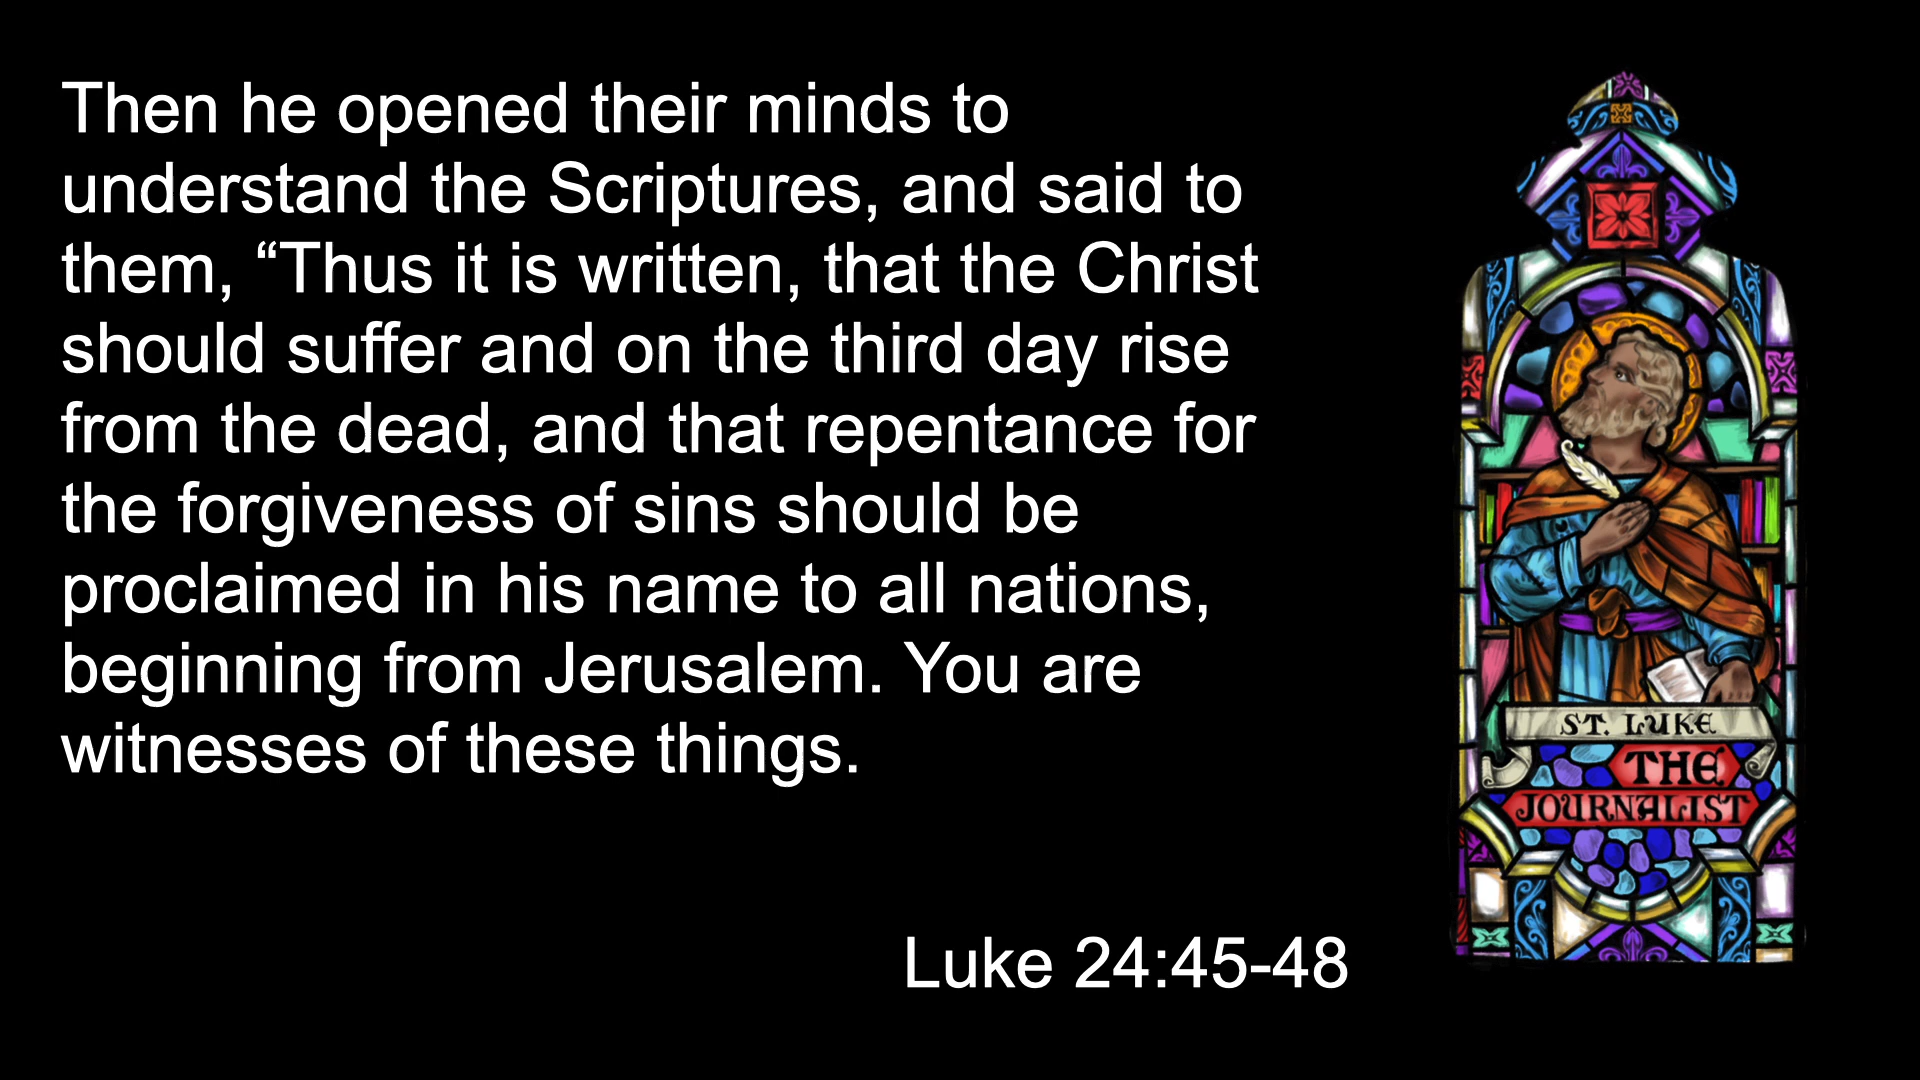 Then he opened their minds to
understand the Scriptures, and said to
them, “Thus it is written, that the Christ
should suffer and on the third day rise
from the dead, and that repentance for
the forgiveness of sins should be
proclaimed in his name to all nations,
beginning from Jerusalem. You are
witnesses of these things.
Luke 24:45-48
ST. LUKE
THE
JOURNALIST